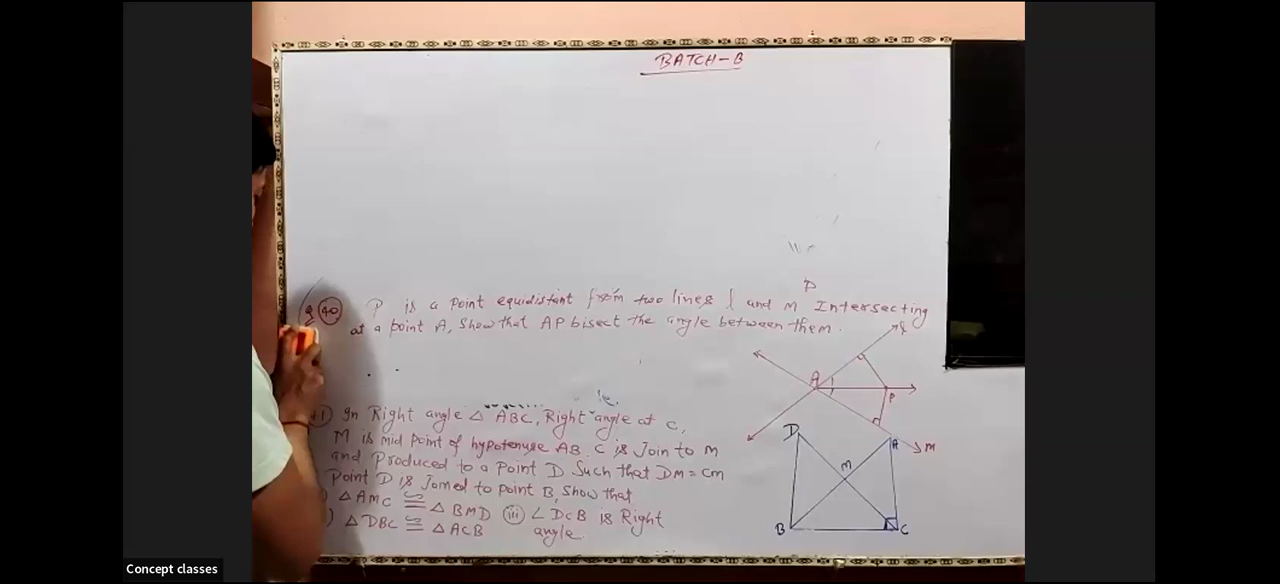 BATCH-B
Q 40 P is a point equidistant from two lines l and M Intersecting
at a point A, Show that AP bisect the angle between them.
In Right angle △ ABC, Right angle at C,
M is mid point of hypotenuse AB. C is Join to M
and Produced to a point D Such that DM = CM
Point D is Joined to point B, Show that
△ AMC ≅ △ BMD (iii) ∠ DCB is Right
△ DBC ≅ △ ACB angle.
P
l
A
P
M
D
A
M
B
C
Concept classes